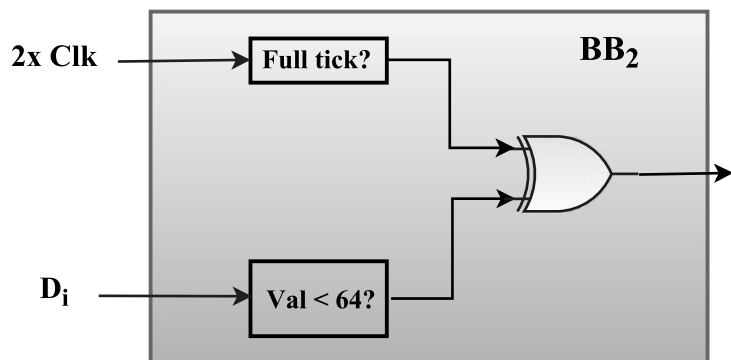 2x Clk
Full tick?
BB₂
Dᵢ
Val < 64?